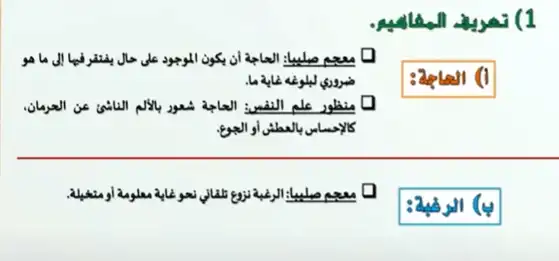 1) تعريف المفاهيم.
أ) الحاجة:
❑ معجم صليبا: الحاجة أن يكون الموجود على حال يفتقر فيها إلى ما هو
ضروري لبلوغه غاية ما.
❑ منظور علم النفس: الحاجة شعور بالألم الناشئ عن الحرمان،
كالإحساس بالعطش أو الجوع.
ب) الرغبة:
❑ معجم صليبا: الرغبة نزوع تلقائي نحو غاية معلومة أو متخيلة.